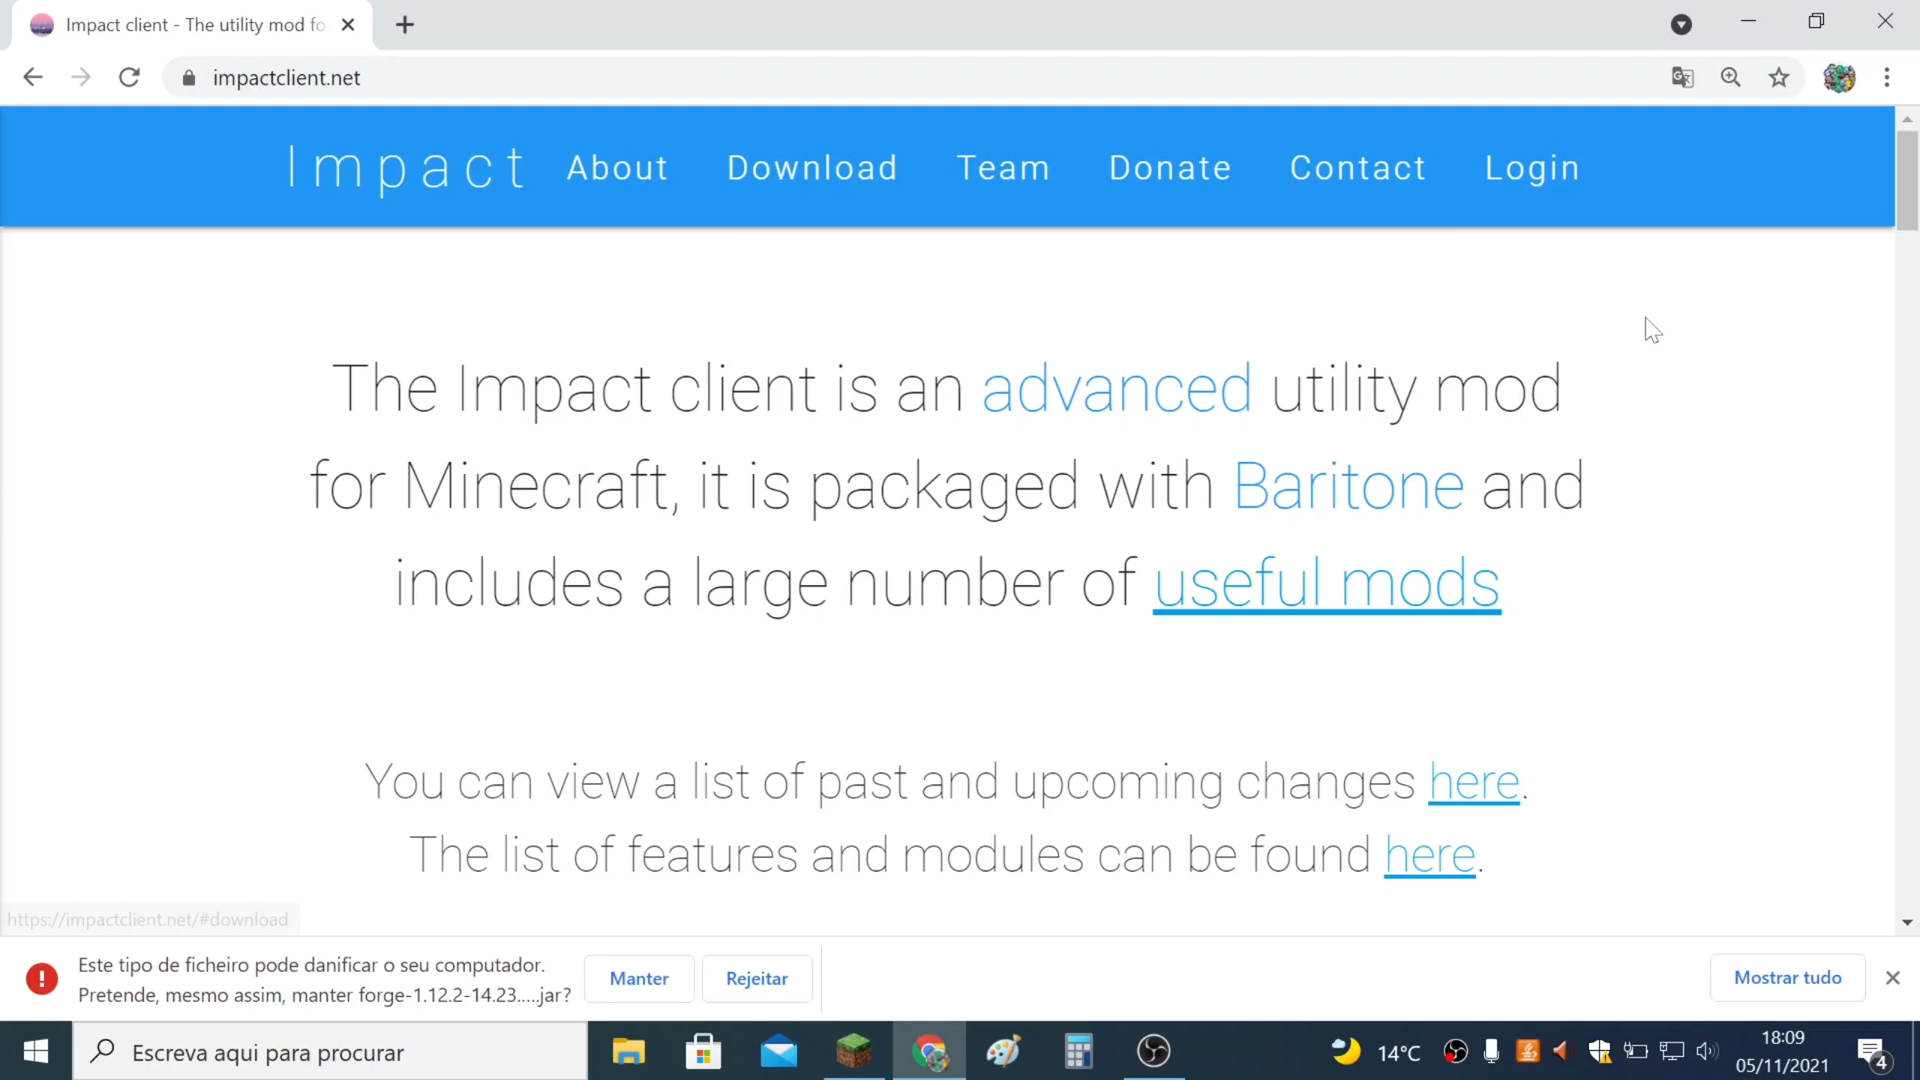 Impact client - The utility mod fo
impactclient.net
Impact About Download Team Donate Contact Login
The Impact client is an advanced utility mod
for Minecraft, it is packaged with Baritone and
includes a large number of useful mods
You can view a list of past and upcoming changes here.
The list of features and modules can be found here.
https://impactclient.net/#download
Este tipo de ficheiro pode danificar o seu computador.
Pretende, mesmo assim, manter forge-1.12.2-14.23....jar?
Manter
Rejeitar
Mostrar tudo
Escreva aqui para procurar
14°C
18:09
05/11/2021
4